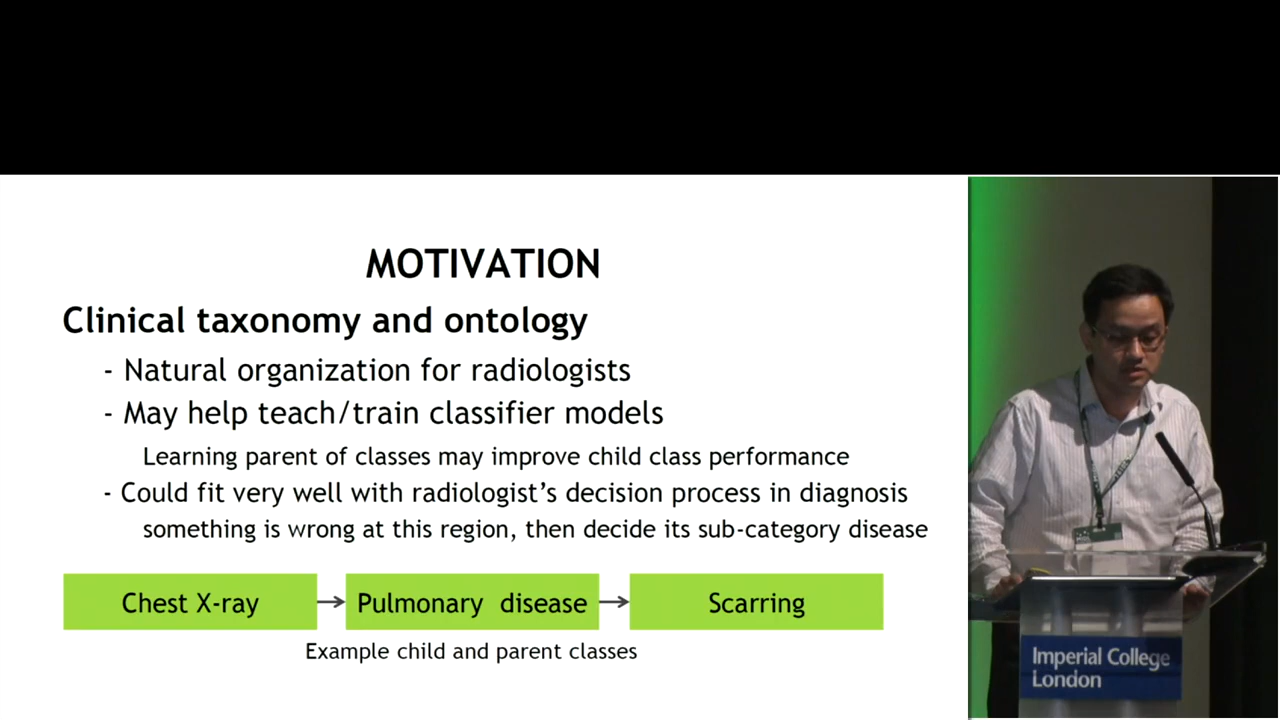 MOTIVATION
Clinical taxonomy and ontology
- Natural organization for radiologists
- May help teach/train classifier models
Learning parent of classes may improve child class performance
- Could fit very well with radiologist's decision process in diagnosis
something is wrong at this region, then decide its sub-category disease
Chest X-ray
Pulmonary disease
Scarring
Example child and parent classes
Imperial College
London